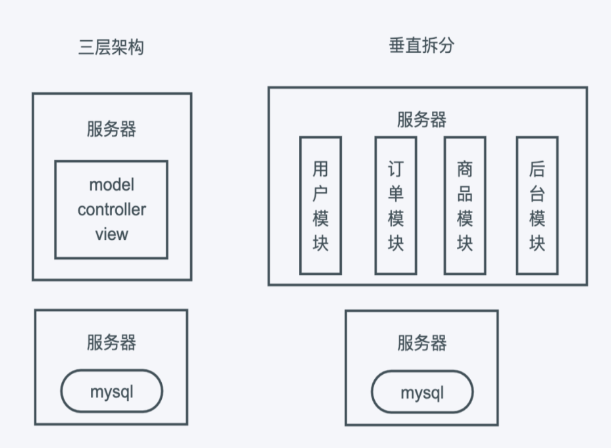 三层架构
服务器
model
controller
view
服务器
mysql
垂直拆分
服务器
用户模块
订单模块
商品模块
后台模块
服务器
mysql